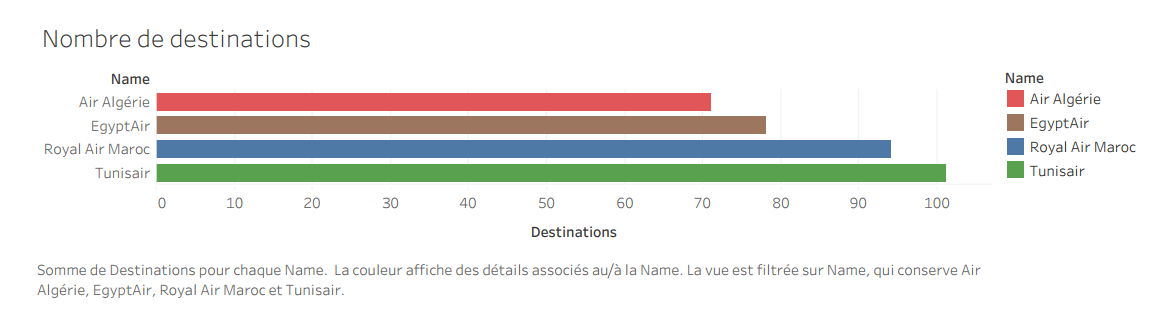 Nombre de destinations
Name
Air Algérie
EgyptAir
Royal Air Maroc
Tunisair
0 10 20 30 40 50 60 70 80 90 100
Destinations
Name
Air Algérie
EgyptAir
Royal Air Maroc
Tunisair
Somme de Destinations pour chaque Name.  La couleur affiche des détails associés au/à la Name. La vue est filtrée sur Name, qui conserve Air
Algérie, EgyptAir, Royal Air Maroc et Tunisair.